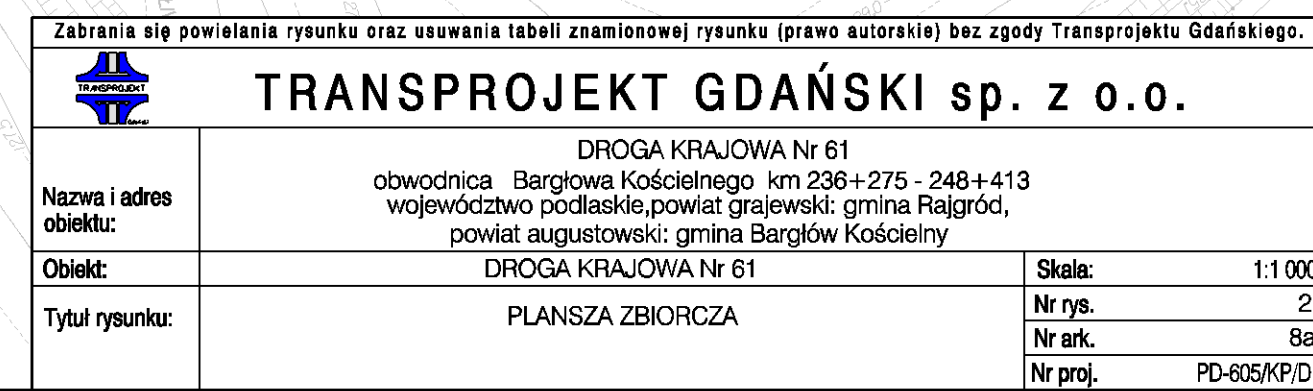 Zabrania się powielania rysunku oraz usuwania tabeli znamionowej rysunku (prawo autorskie) bez zgody Transprojektu Gdańskiego.
TRANSPROJEKT
TRANSPROJEKT GDAŃSKI sp. z o.o.
Nazwa i adres obiektu:
DROGA KRAJOWA Nr 61
obwodnica Bargłowa Kościelnego km 236+275 - 248+413
województwo podlaskie,powiat grajewski: gmina Rajgród,
powiat augustowski: gmina Bargłów Kościelny
Obiekt: DROGA KRAJOWA Nr 61 Skala: 1:1 000
Tytuł rysunku: PLANSZA ZBIORCZA
Nr rys. 2
Nr ark. 8a
Nr proj. PD-605/KP/D